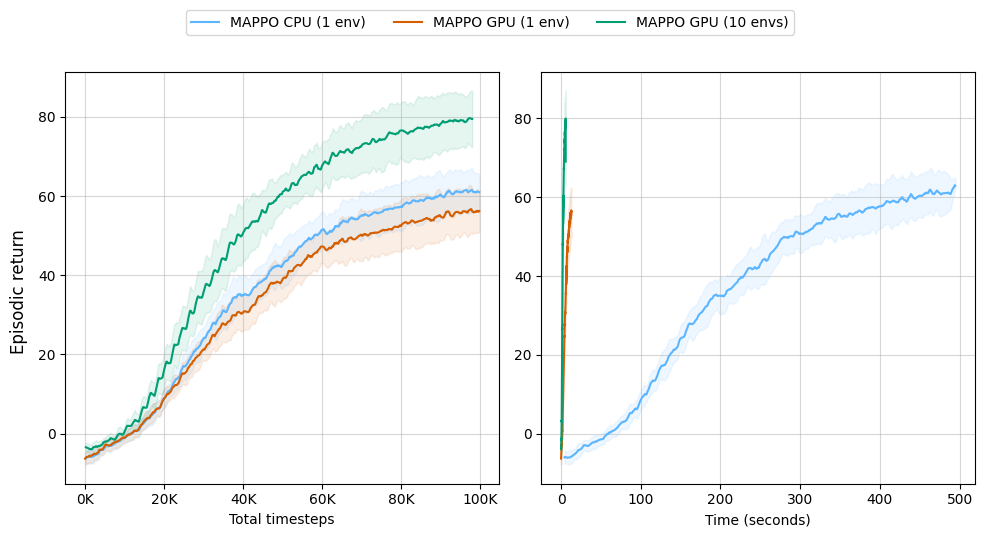 MAPPO CPU (1 env) MAPPO GPU (1 env) MAPPO GPU (10 envs)
Episodic return
80
60
40
20
0
0K 20K 40K 60K 80K 100K
Total timesteps
80
60
40
20
0
0 100 200 300 400 500
Time (seconds)